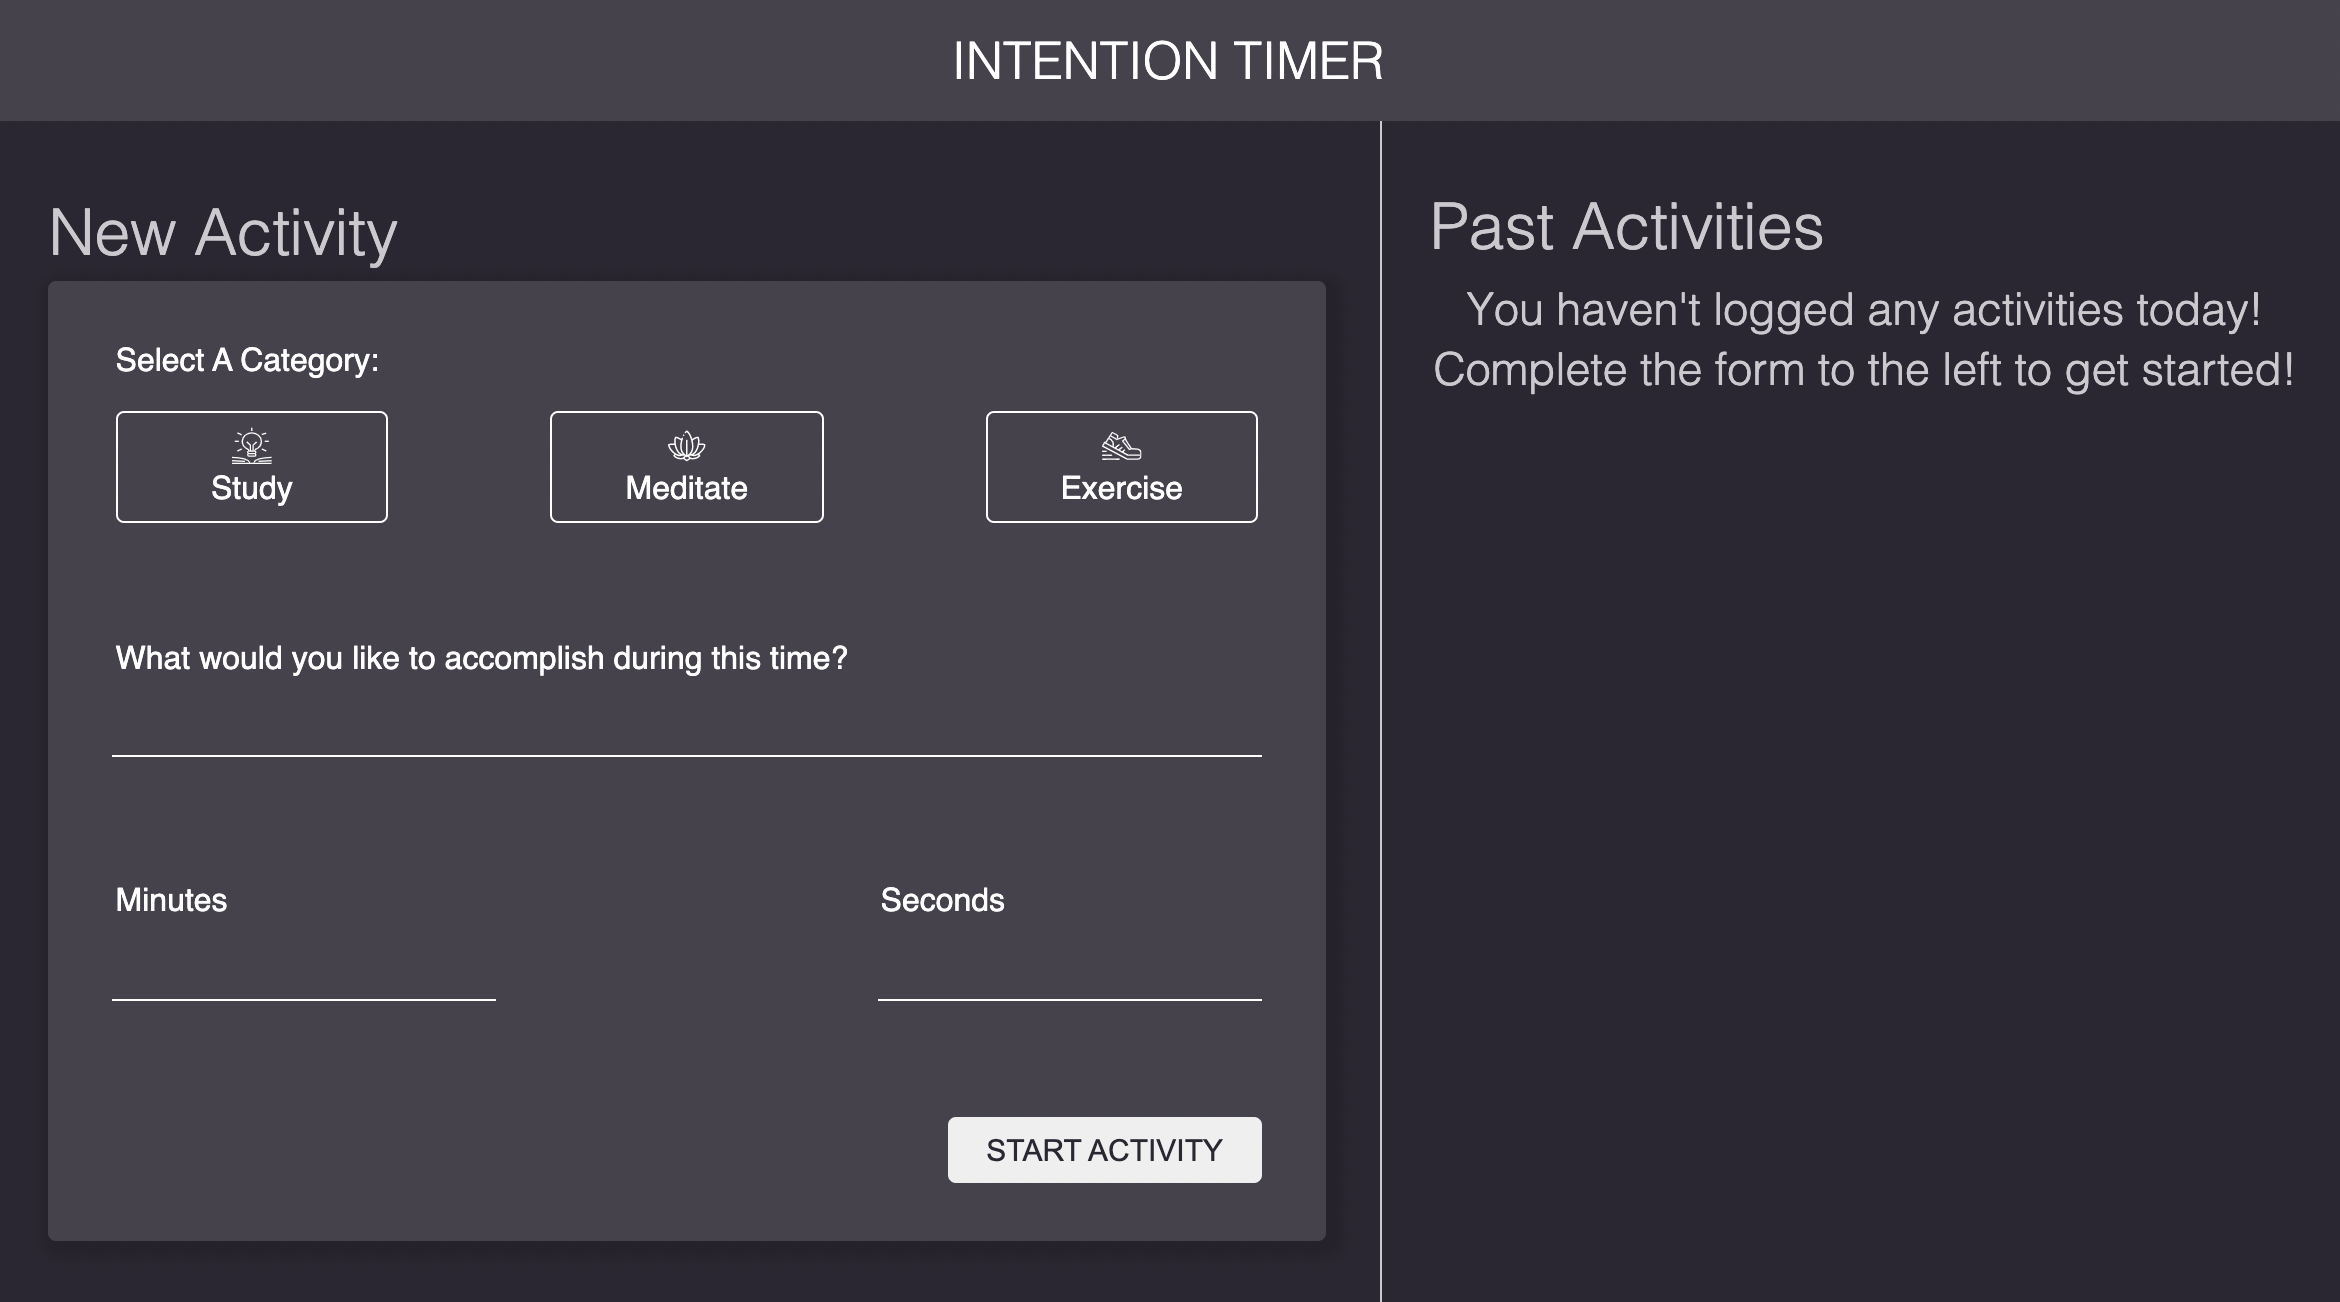 INTENTION TIMER
New Activity
Select A Category:
Study
Meditate
Exercise
What would you like to accomplish during this time?
Minutes
Seconds
START ACTIVITY
Past Activities
You haven't logged any activities today!
Complete the form to the left to get started!